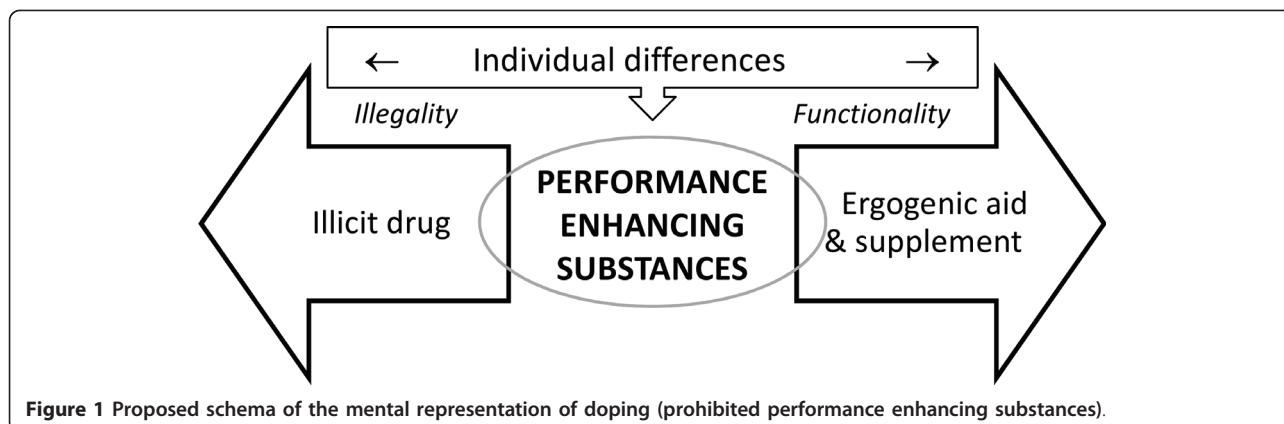 ← Individual differences →
Illegality
Functionality
Illicit drug
PERFORMANCE
ENHANCING
SUBSTANCES
Ergogenic aid
& supplement
Figure 1 Proposed schema of the mental representation of doping (prohibited performance enhancing substances).